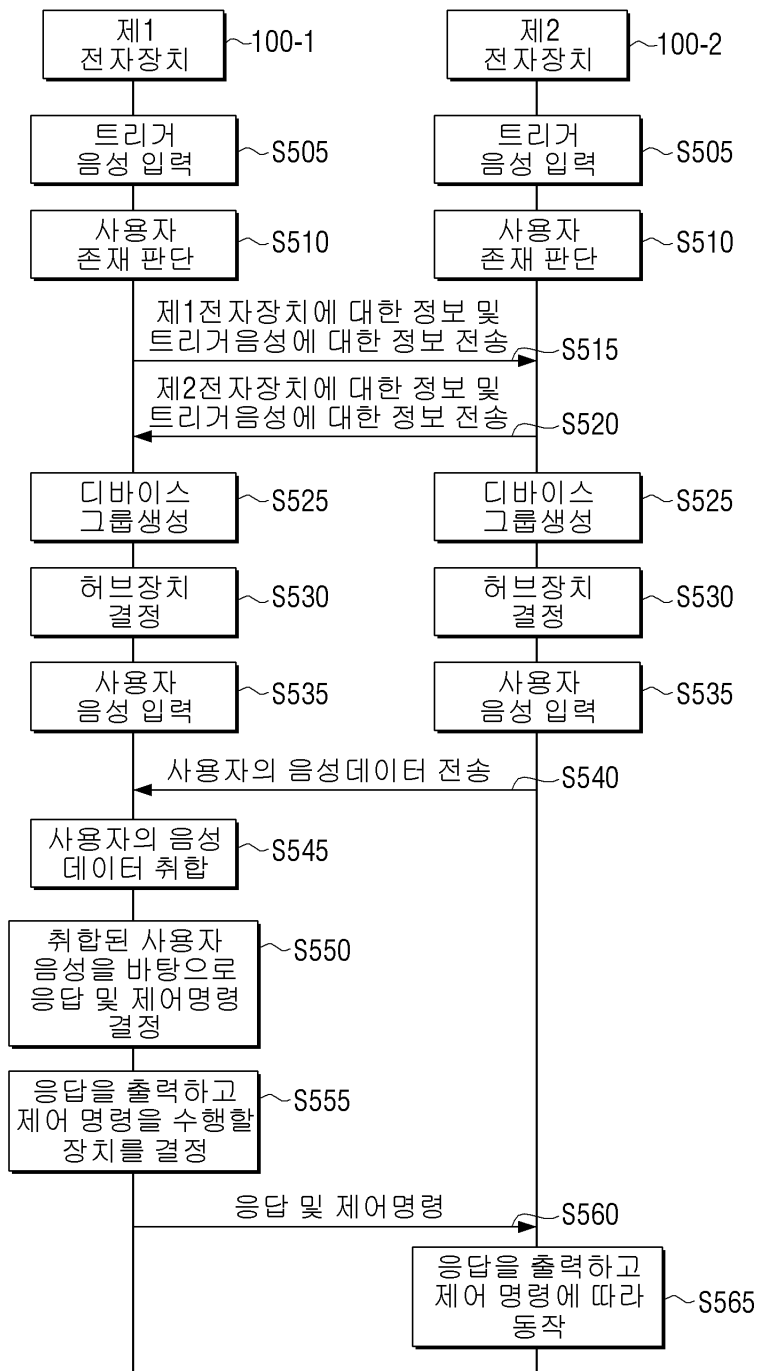 제1
전자장치
100-1
제2
전자장치
100-2
트리거
음성 입력
S505
트리거
음성 입력
S505
사용자
존재 판단
S510
사용자
존재 판단
S510
제1전자장치에 대한 정보 및
트리거음성에 대한 정보 전송
S515
제2전자장치에 대한 정보 및
트리거음성에 대한 정보 전송
S520
디바이스
그룹생성
S525
디바이스
그룹생성
S525
허브장치
결정
S530
허브장치
결정
S530
사용자
음성 입력
S535
사용자
음성 입력
S535
사용자의 음성데이터 전송
S540
사용자의 음성
데이터 취합
S545
취합된 사용자
음성을 바탕으로
응답 및 제어명령
결정
S550
응답을 출력하고
제어 명령을 수행할
장치를 결정
S555
응답 및 제어명령
S560
응답을 출력하고
제어 명령에 따라
동작
S565